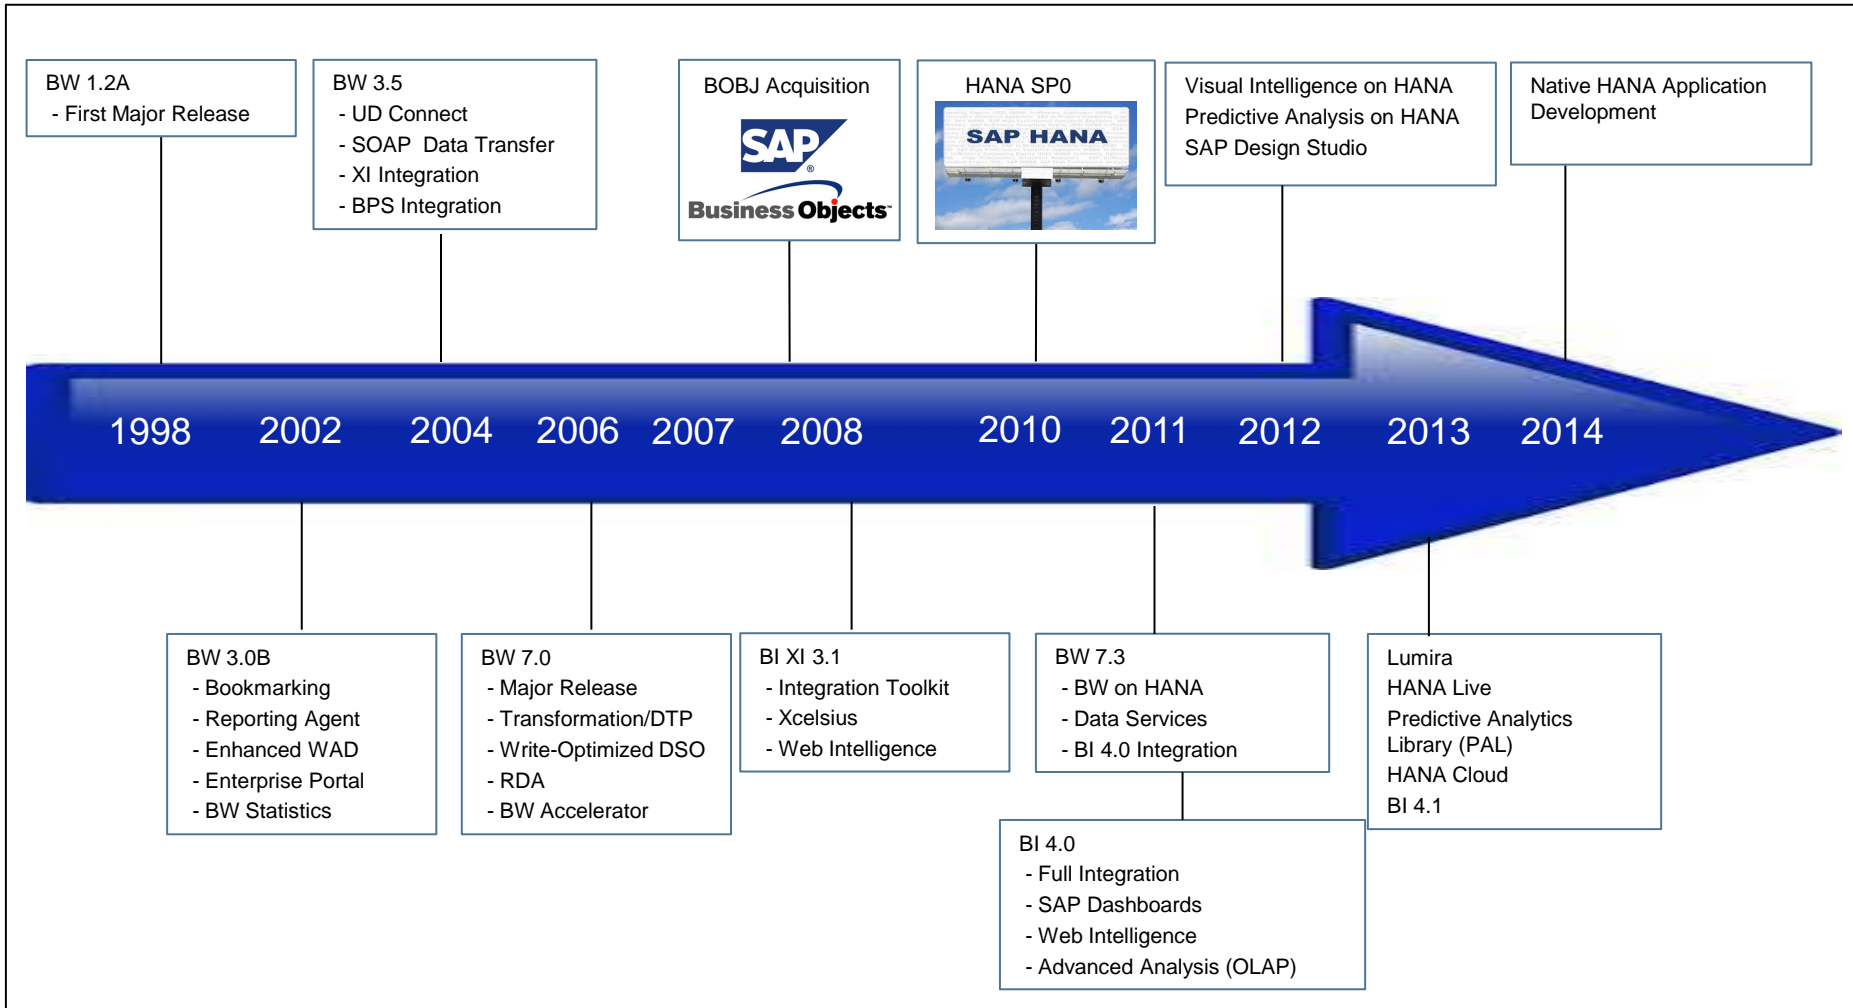 BW 1.2A
- First Major Release
BW 3.5
- UD Connect
- SOAP  Data Transfer
- XI Integration
- BPS Integration
BOBJ Acquisition
SAP
®
Business Objects™
HANA SP0
SAP HANA
Visual Intelligence on HANA
Predictive Analysis on HANA
SAP Design Studio
Native HANA Application
Development
1998
2002
2004
2006
2007
2008
2010
2011
2012
2013
2014
BW 3.0B
- Bookmarking
- Reporting Agent
- Enhanced WAD
- Enterprise Portal
- BW Statistics
BW 7.0
- Major Release
- Transformation/DTP
- Write-Optimized DSO
- RDA
- BW Accelerator
BI XI 3.1
- Integration Toolkit
- Xcelsius
- Web Intelligence
BW 7.3
- BW on HANA
- Data Services
- BI 4.0 Integration
BI 4.0
- Full Integration
- SAP Dashboards
- Web Intelligence
- Advanced Analysis (OLAP)
Lumira
HANA Live
Predictive Analytics
Library (PAL)
HANA Cloud
BI 4.1